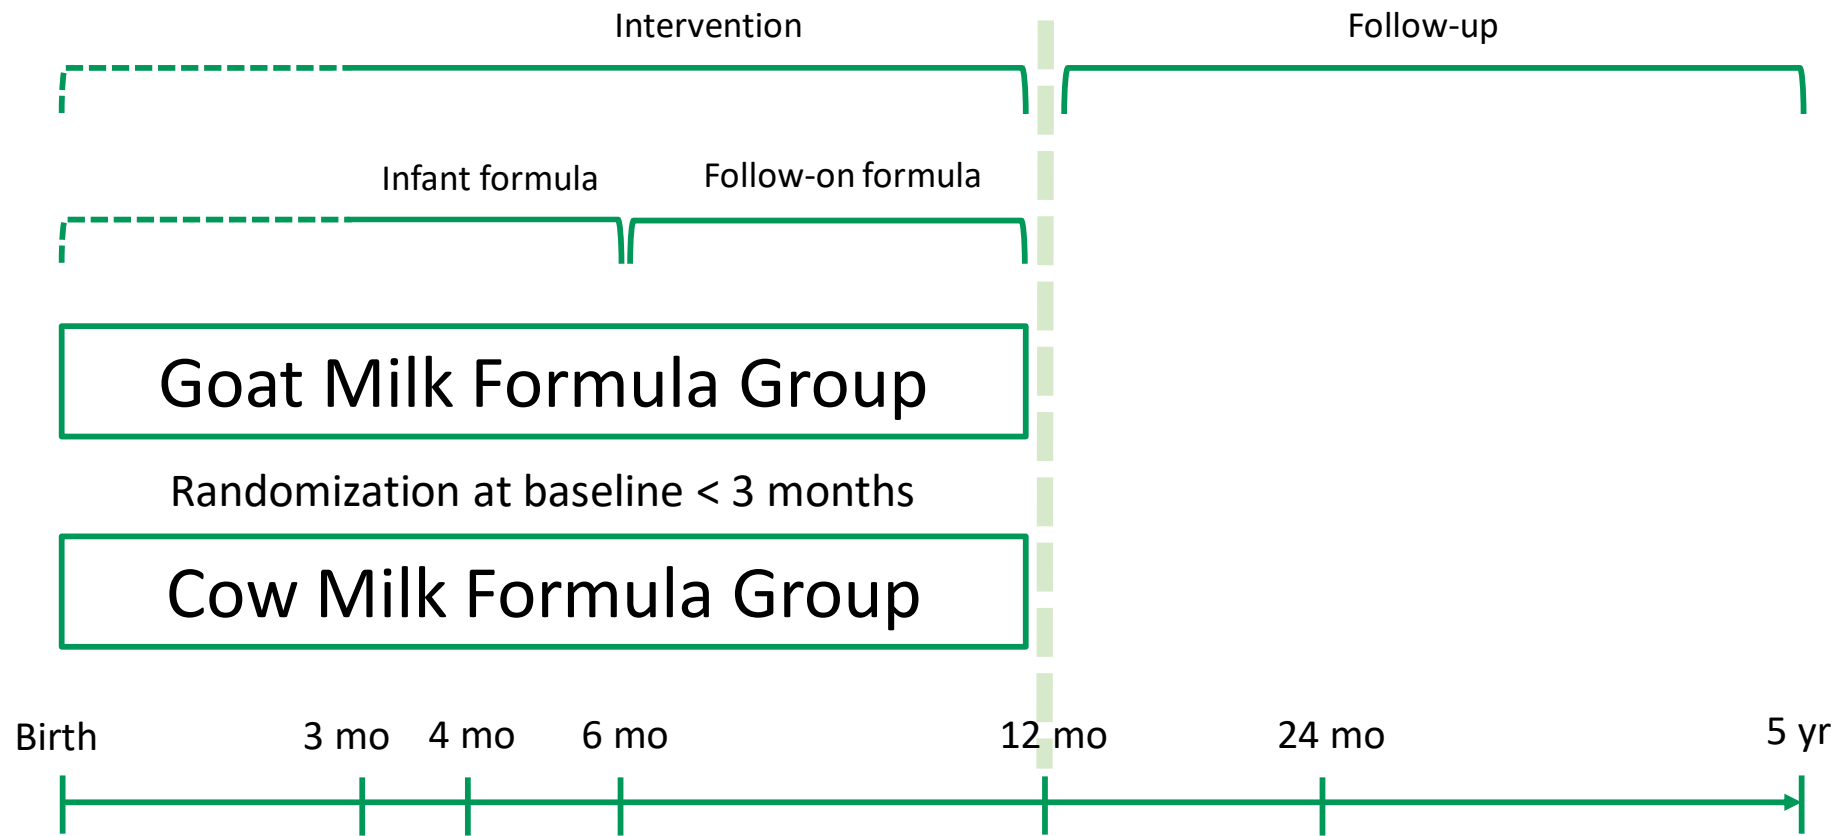 Intervention
Follow-up
Infant formula
Follow-on formula
Goat Milk Formula Group
Randomization at baseline < 3 months
Cow Milk Formula Group
Birth
3 mo
4 mo
6 mo
12 mo
24 mo
5 yr